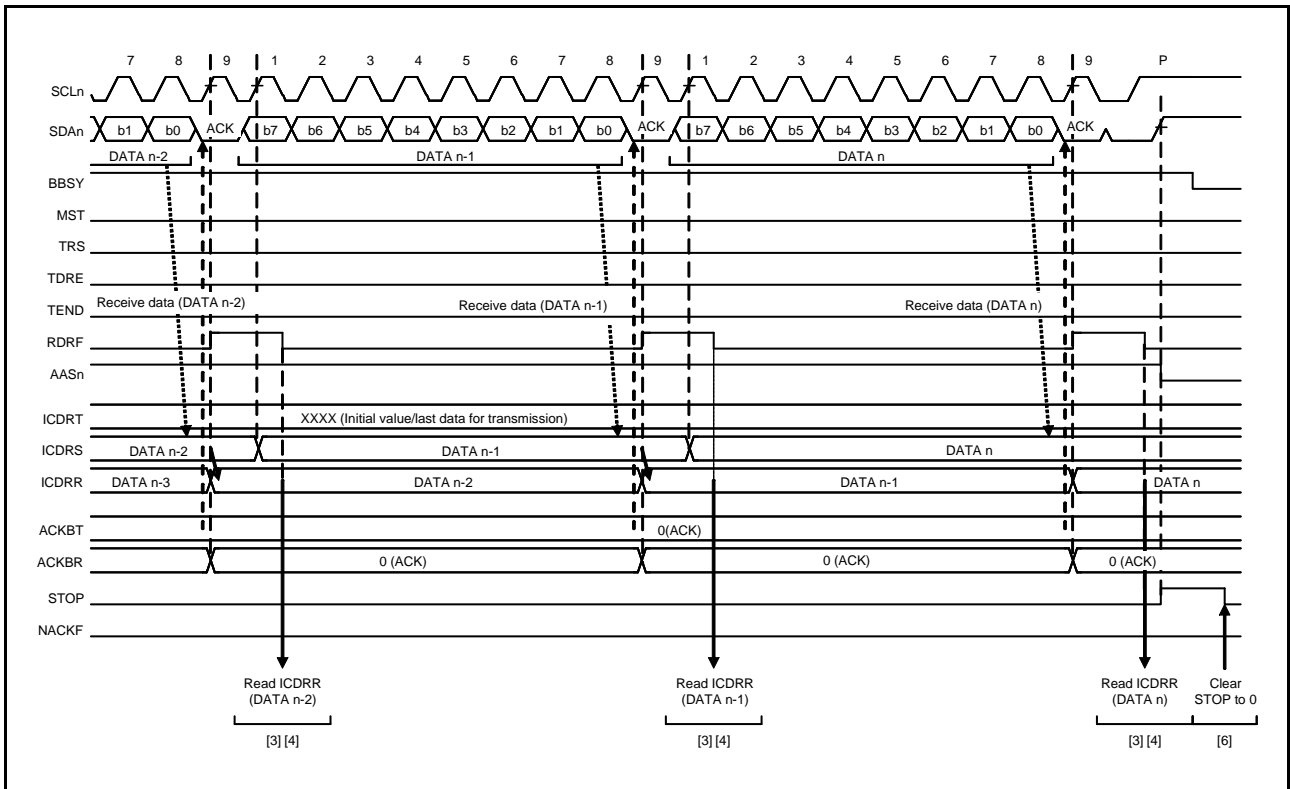 7 8 9 1 2 3 4 5 6 7 8 9 1 2 3 4 5 6 7 8 9 P
SCLn
SDAn b1 b0 ACK b7 b6 b5 b4 b3 b2 b1 b0 ACK b7 b6 b5 b4 b3 b2 b1 b0 ACK
DATA n-2 DATA n-1 DATA n
BBSY
MST
TRS
TDRE
Receive data (DATA n-2) Receive data (DATA n-1) Receive data (DATA n)
TEND
RDRF
AASn
ICDRT XXXX (Initial value/last data for transmission)
ICDRS DATA n-2 DATA n-1 DATA n
ICDRR DATA n-3 DATA n-2 DATA n-1 DATA n
ACKBT 0(ACK)
ACKBR 0 (ACK) 0 (ACK) 0 (ACK)
STOP
NACKF
Read ICDRR Read ICDRR Read ICDRR Clear
(DATA n-2) (DATA n-1) (DATA n) STOP to 0
[3] [4] [3] [4] [3] [4] [6]